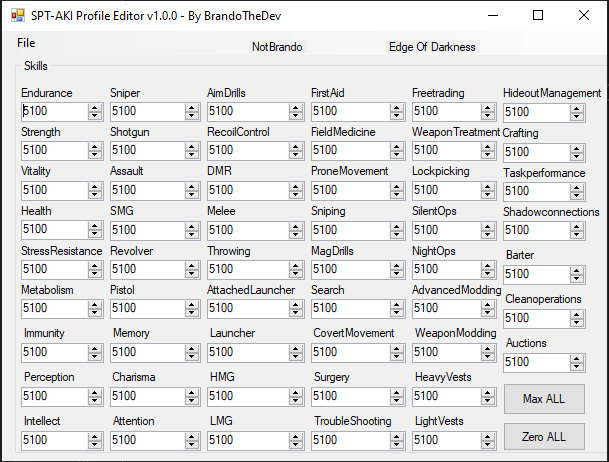 SPT-AKI Profile Editor v1.0.0 - By BrandoTheDev
File
NotBrando
Edge Of Darkness
Skills
Endurance Sniper AimDrills FirstAid Freetrading HideoutManagement
5100 5100 5100 5100 5100 5100
Strength Shotgun RecoilControl FieldMedicine WeaponTreatment Crafting
5100 5100 5100 5100 5100 5100
Vitality Assault DMR ProneMovement Lockpicking Taskperformance
5100 5100 5100 5100 5100 5100
Health SMG Melee Sniping SilentOps Shadowconnections
5100 5100 5100 5100 5100 5100
StressResistance Revolver Throwing MagDrills NightOps Barter
5100 5100 5100 5100 5100 5100
Metabolism Pistol AttachedLauncher Search AdvancedModding Cleanoperations
5100 5100 5100 5100 5100 5100
Immunity Memory Launcher CovertMovement WeaponModding Auctions
5100 5100 5100 5100 5100 5100
Perception Charisma HMG Surgery HeavyVests
5100 5100 5100 5100 5100
Max ALL
Intellect Attention LMG TroubleShooting LightVests
5100 5100 5100 5100 5100
Zero ALL